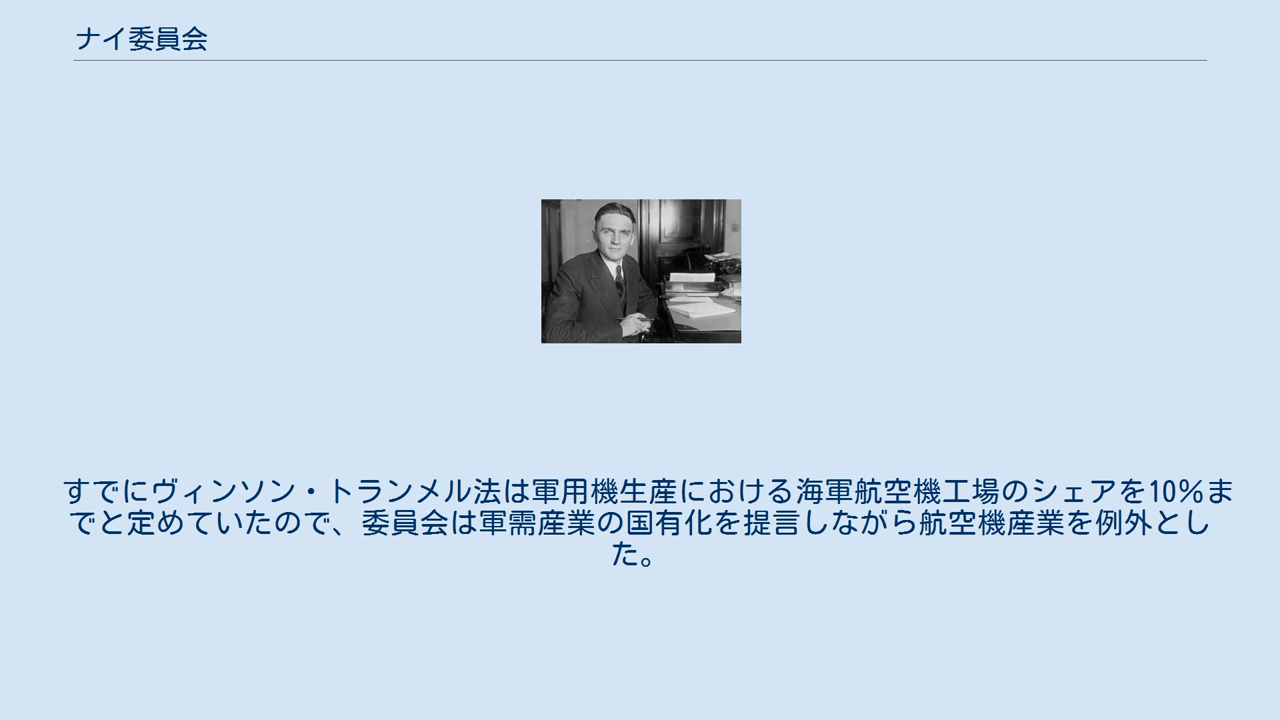 ナイ委員会
すでにヴィンソン・トランメル法は軍用機生産における海軍航空機工場のシェアを10%ま
でと定めていたので、委員会は軍需産業の国有化を提言しながら航空機産業を例外とし
た。